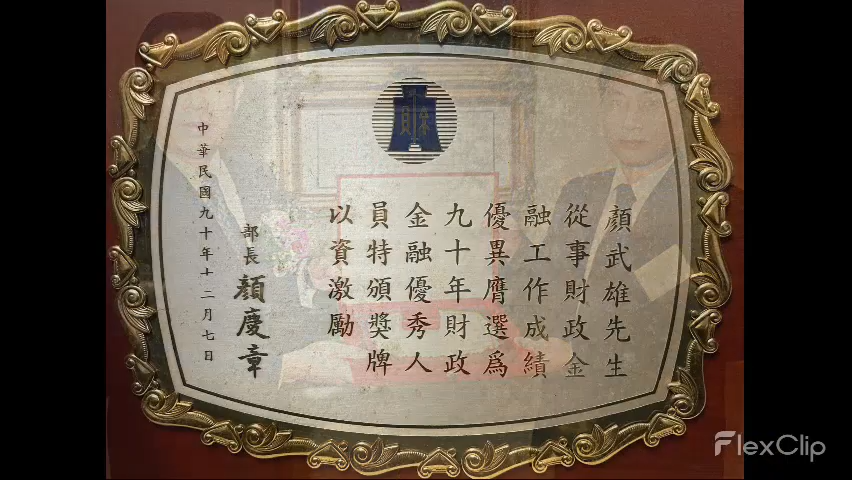 顏武雄先生
從事財政金
融工作成績
優異膺選為
九十年財政
金融優秀人
員特頒獎牌
以資激勵
部長 顏慶章
中華民國九十年十二月七日
FlexClip